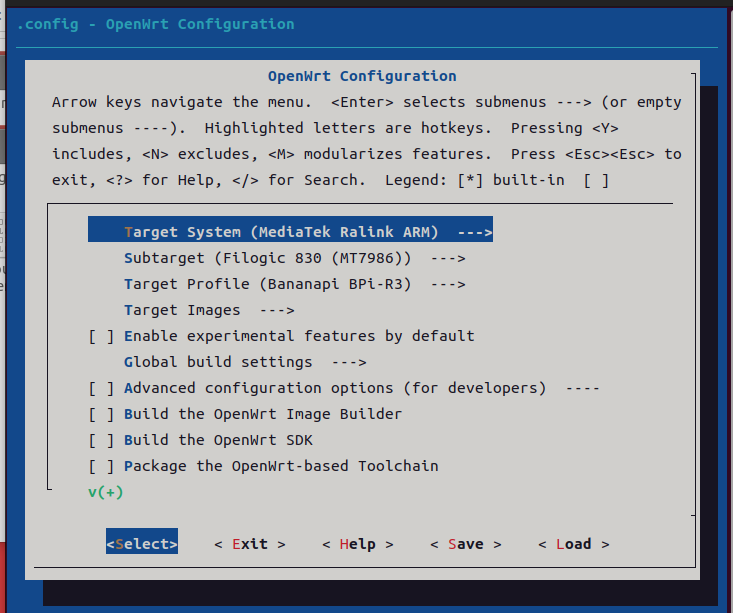 .config - OpenWrt Configuration
OpenWrt Configuration
Arrow keys navigate the menu.  <Enter> selects submenus ---> (or empty
submenus ----).  Highlighted letters are hotkeys.  Pressing <Y>
includes, <N> excludes, <M> modularizes features.  Press <Esc><Esc> to
exit, <?> for Help, </> for Search.  Legend: [*] built-in  [ ]
Target System (MediaTek Ralink ARM)  --->
Subtarget (Filogic 830 (MT7986))  --->
Target Profile (Bananapi BPi-R3)  --->
Target Images  --->
[ ] Enable experimental features by default
Global build settings  --->
[ ] Advanced configuration options (for developers)  ----
[ ] Build the OpenWrt Image Builder
[ ] Build the OpenWrt SDK
[ ] Package the OpenWrt-based Toolchain
v(+)
<Select>    < Exit >    < Help >    < Save >    < Load >